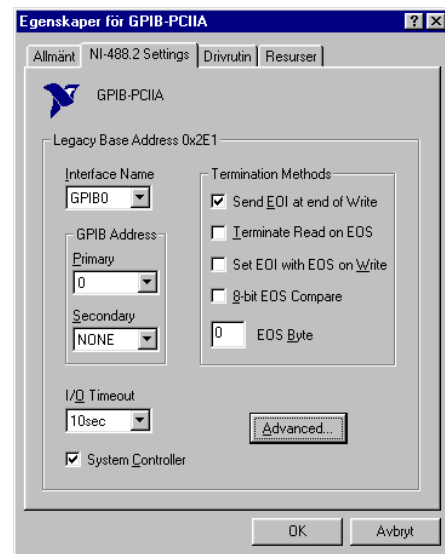 Egenskaper för GPIB-PCIIA
Allmänt NI-488.2 Settings Drivrutin Resurser
GPIB-PCIIA
Legacy Base Address 0x2E1
Interface Name
GPIB0
GPIB Address
Primary
0
Secondary
NONE
I/O Timeout
10sec
System Controller
Termination Methods
Send EOI at end of Write
Terminate Read on EOS
Set EOI with EOS on Write
8-bit EOS Compare
0 EOS Byte
Advanced...
OK Avbryt